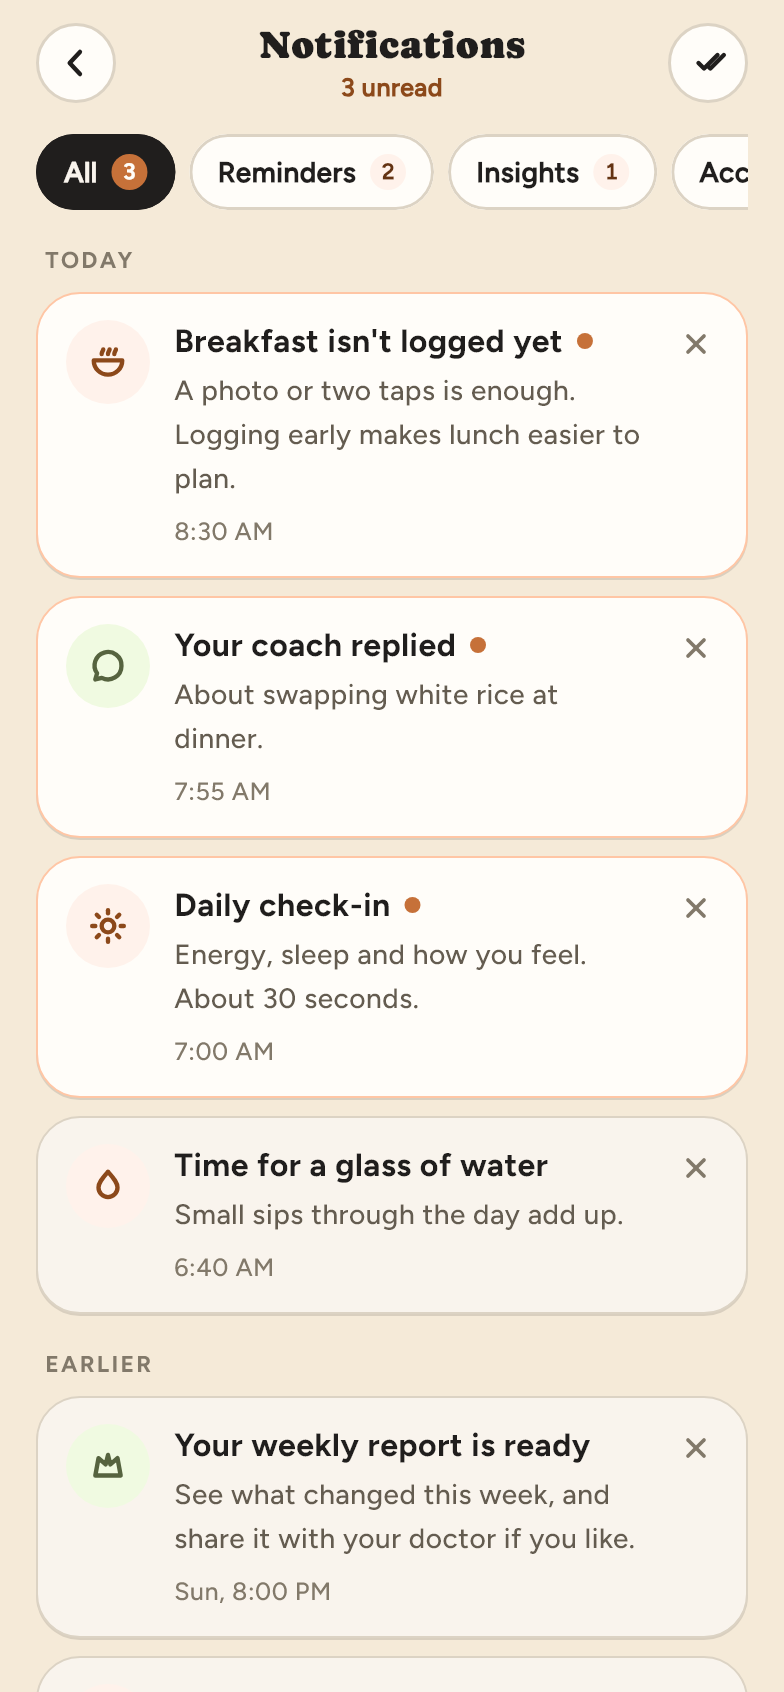 Notifications
3 unread
All 3
Reminders 2
Insights 1
Acc
TODAY
Breakfast isn't logged yet
A photo or two taps is enough.
Logging early makes lunch easier to
plan.
8:30 AM
Your coach replied
About swapping white rice at
dinner.
7:55 AM
Daily check-in
Energy, sleep and how you feel.
About 30 seconds.
7:00 AM
Time for a glass of water
Small sips through the day add up.
6:40 AM
EARLIER
Your weekly report is ready
See what changed this week, and
share it with your doctor if you like.
Sun, 8:00 PM